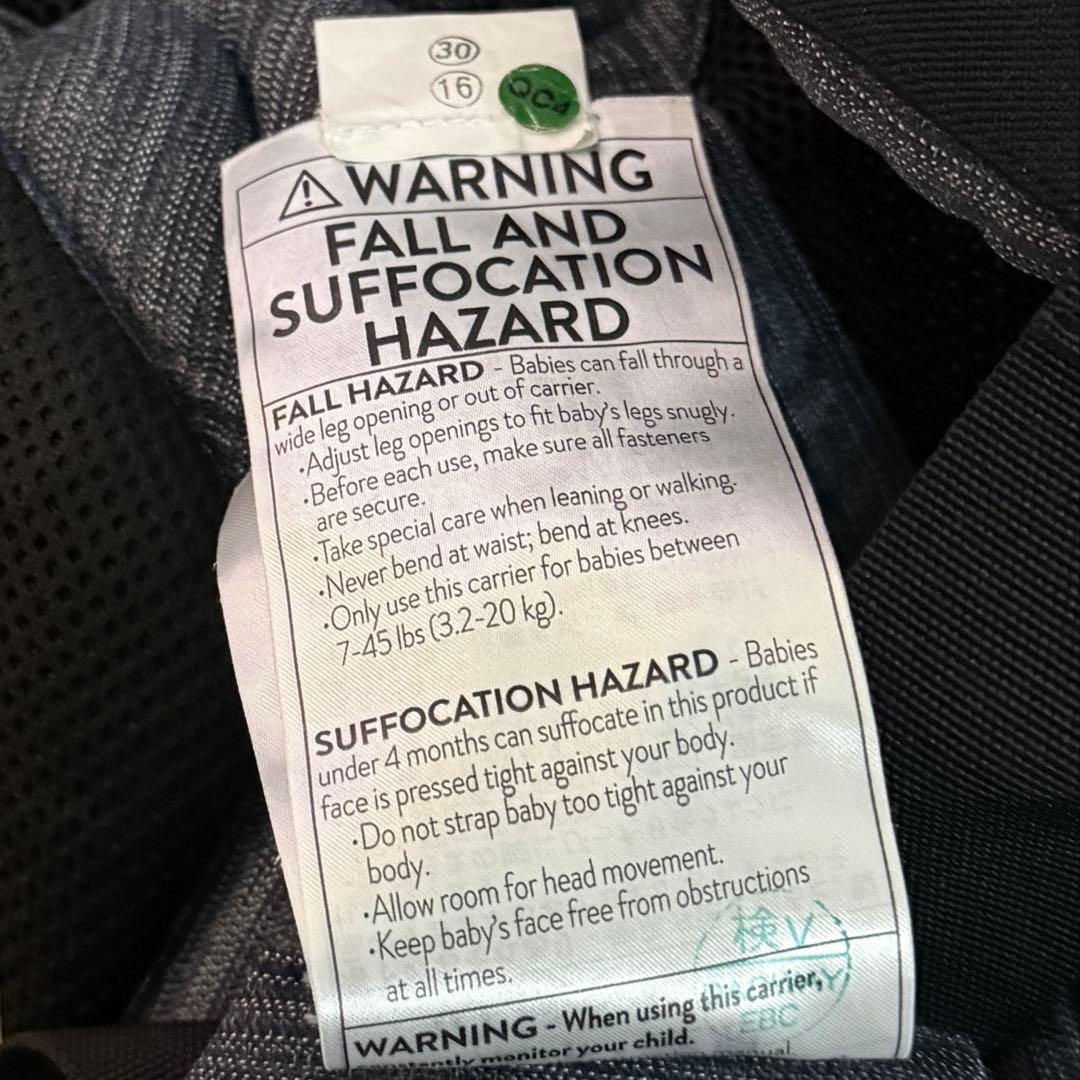 30
16
QCA
WARNING
FALL AND
SUFFOCATION
HAZARD
FALL HAZARD - Babies can fall through a
wide leg opening or out of carrier.
·Adjust leg openings to fit baby's legs snugly.
·Before each use, make sure all fasteners
are secure.
·Take special care when leaning or walking.
·Never bend at waist; bend at knees.
·Only use this carrier for babies between
7-45 lbs (3.2-20 kg).
SUFFOCATION HAZARD - Babies
under 4 months can suffocate in this product if
face is pressed tight against your body.
·Do not strap baby too tight against your
body.
·Allow room for head movement.
·Keep baby's face free from obstructions
at all times.
検 V
EBC
WARNING - When using this carrier,
monitor your child.